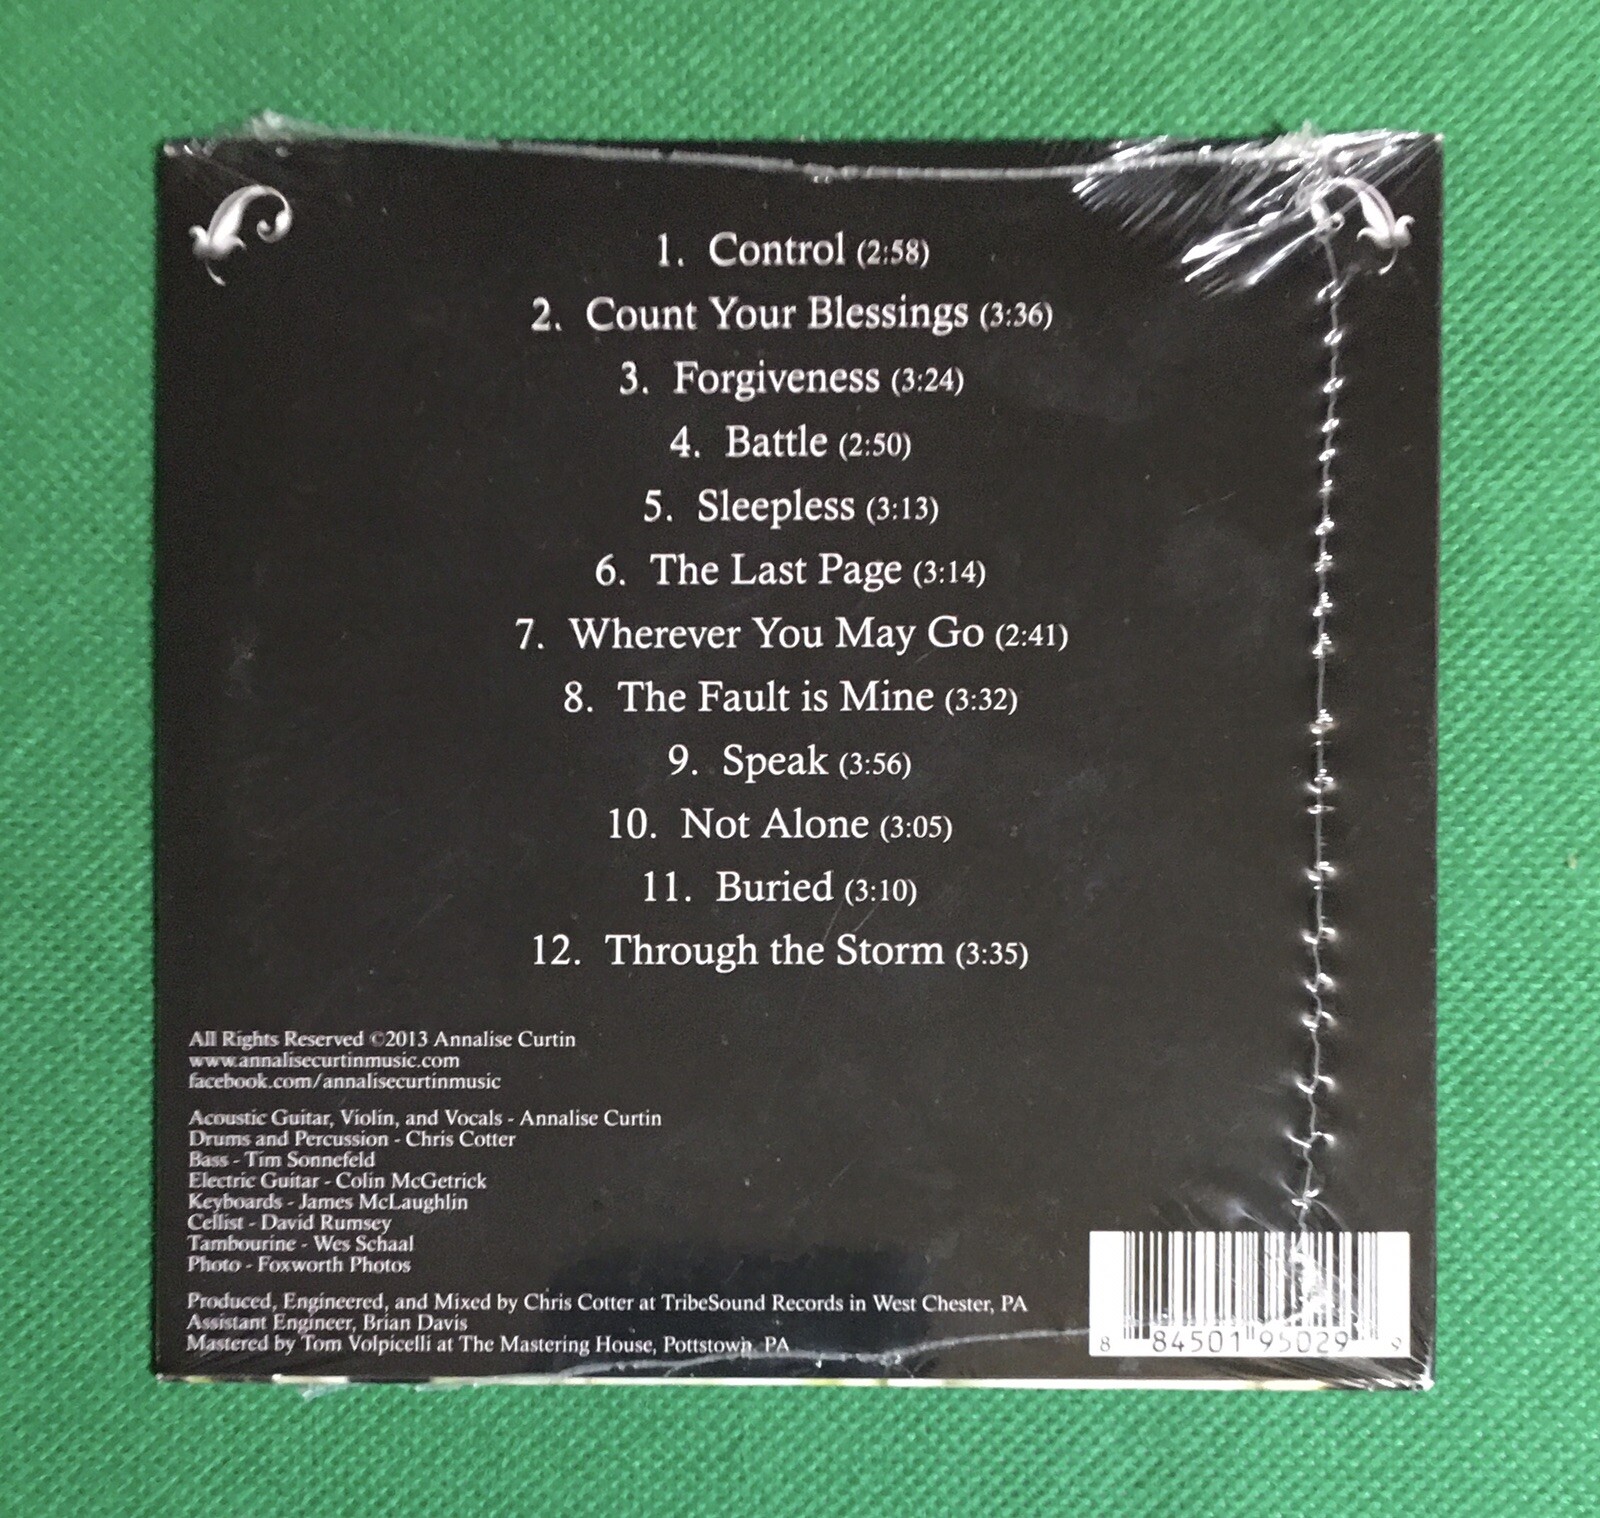 1. Control (2:58)
2. Count Your Blessings (3:36)
3. Forgiveness (3:24)
4. Battle (2:50)
5. Sleepless (3:13)
6. The Last Page (3:14)
7. Wherever You May Go (2:41)
8. The Fault is Mine (3:32)
9. Speak (3:56)
10. Not Alone (3:05)
11. Buried (3:10)
12. Through the Storm (3:35)
All Rights Reserved ©2013 Annalise Curtin
www.annalisecurtinmusic.com
facebook.com/annalisecurtinmusic
Acoustic Guitar, Violin, and Vocals - Annalise Curtin
Drums and Percussion - Chris Cotter
Bass - Tim Sonnefeld
Electric Guitar - Colin McGetrick
Keyboards - James McLaughlin
Cellist - David Rumsey
Tambourine - Wes Schaal
Photo - Foxworth Photos
Produced, Engineered, and Mixed by Chris Cotter at TribeSound Records in West Chester, PA
Assistant Engineer, Brian Davis
Mastered by Tom Volpicelli at The Mastering House, Pottstown, PA
8 84501 95029 9